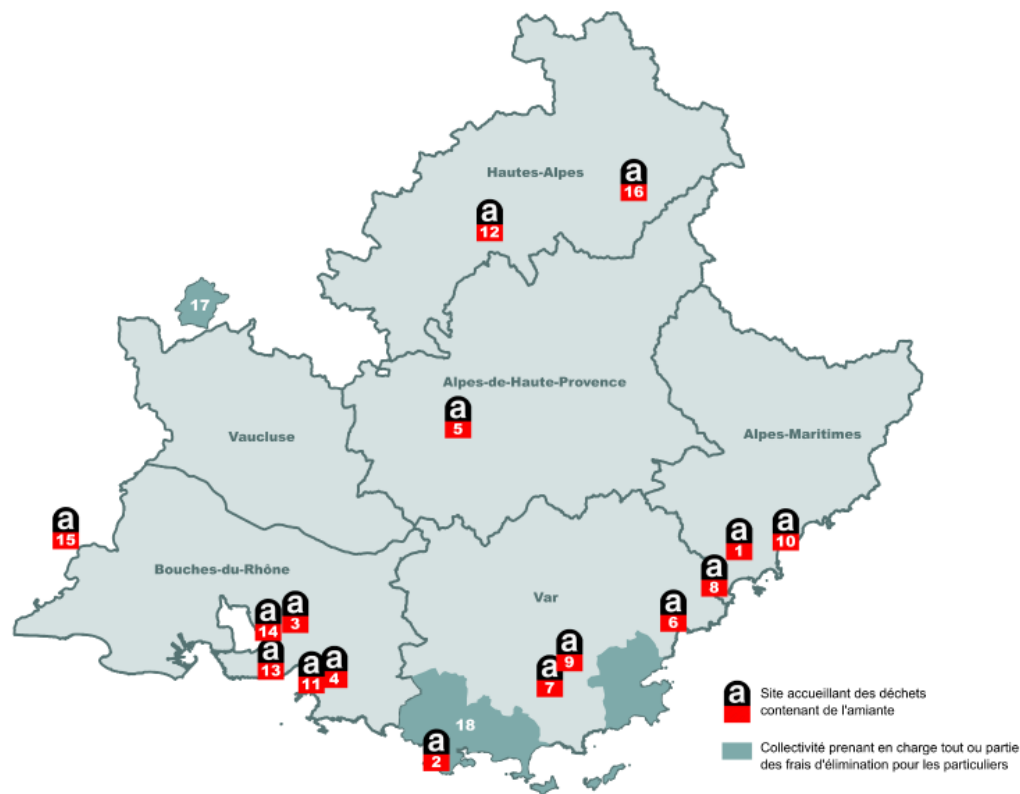 Hautes-Alpes
a
16
a
12
17
Alpes-de-Haute-Provence
a
5
Vaucluse
Alpes-Maritimes
a
15
a
10
a
1
Bouches-du-Rhône
a
8
Var
a
6
a
3
a
14
a
13
a
4
a
11
a
9
a
7
18
a
2
a
Site accueillant des déchets
contenant de l'amiante
Collectivité prenant en charge tout ou partie
des frais d'élimination pour les particuliers